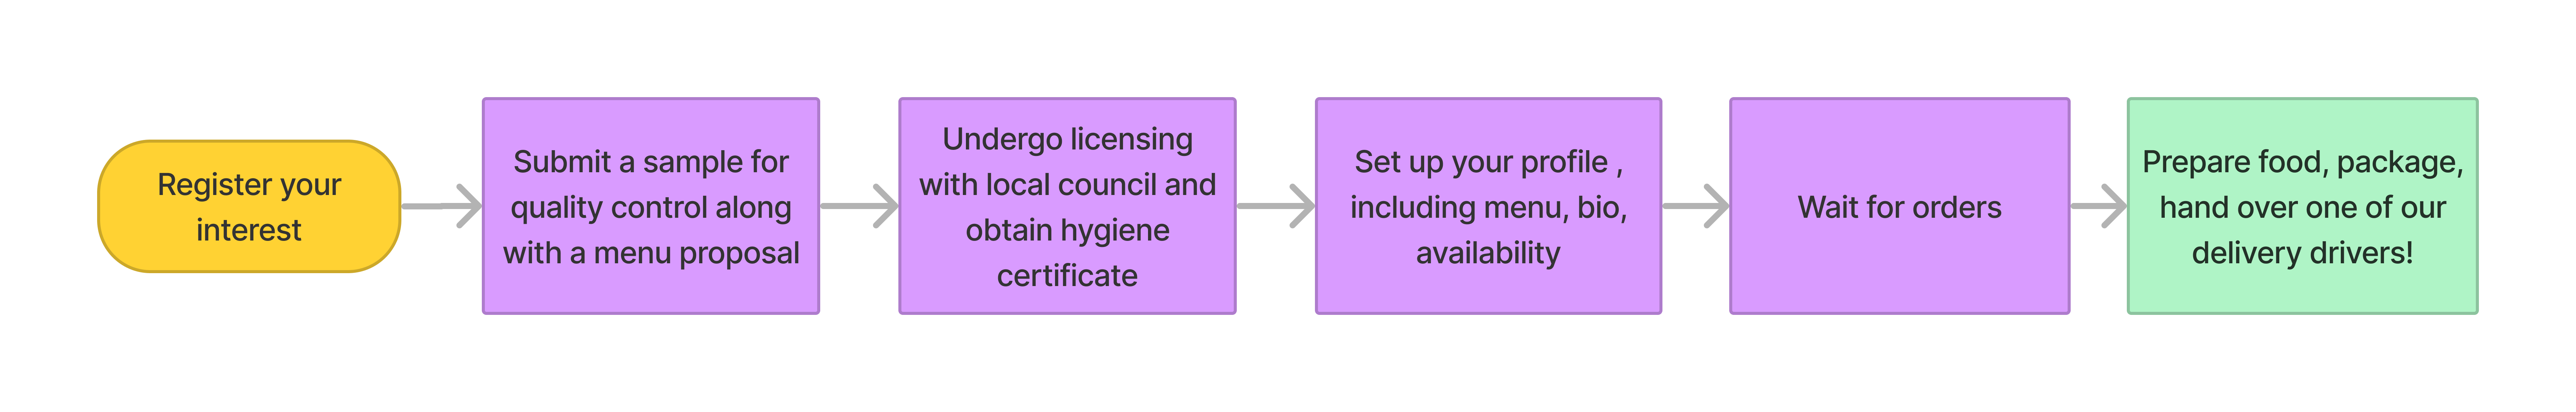 Register your
interest
Submit a sample for
quality control along
with a menu proposal
Undergo licensing
with local council and
obtain hygiene
certificate
Set up your profile ,
including menu, bio,
availability
Wait for orders
Prepare food, package,
hand over one of our
delivery drivers!